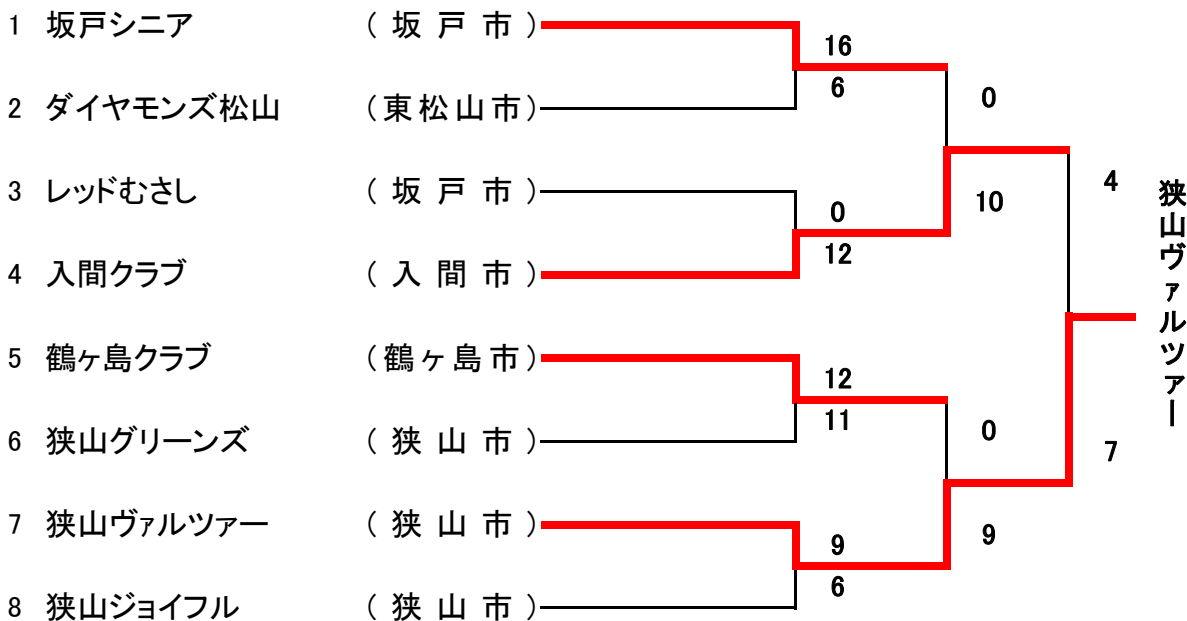 1 坂戸シニア (坂戸市)
2 ダイヤモンズ松山 (東松山市)
3 レッドむさし (坂戸市)
4 入間クラブ (入間市)
5 鶴ヶ島クラブ (鶴ヶ島市)
6 狭山グリーンズ (狭山市)
7 狭山ヴァルツァー (狭山市)
8 狭山ジョイフル (狭山市)
16
6
0
12
12
11
9
6
0
10
0
9
4
7
狭山ヴァルツァー